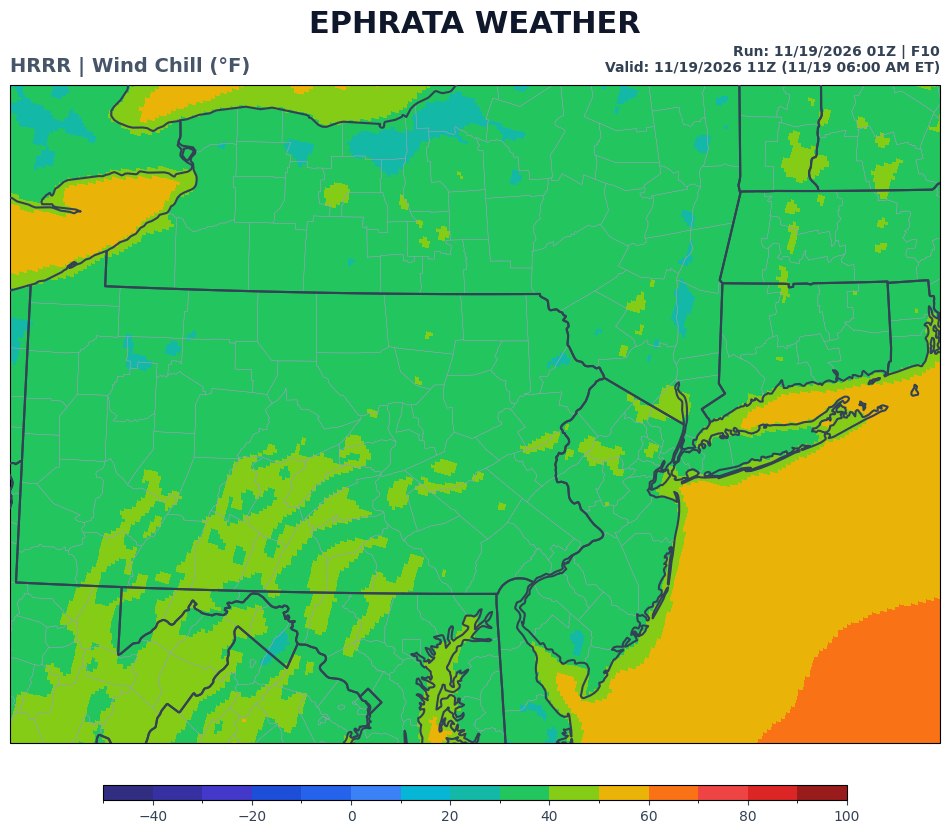 EPHRATA WEATHER
HRRR | Wind Chill (°F)
Run: 11/19/2026 01Z | F10
Valid: 11/19/2026 11Z (11/19 06:00 AM ET)
−40 −20 0 20 40 60 80 100